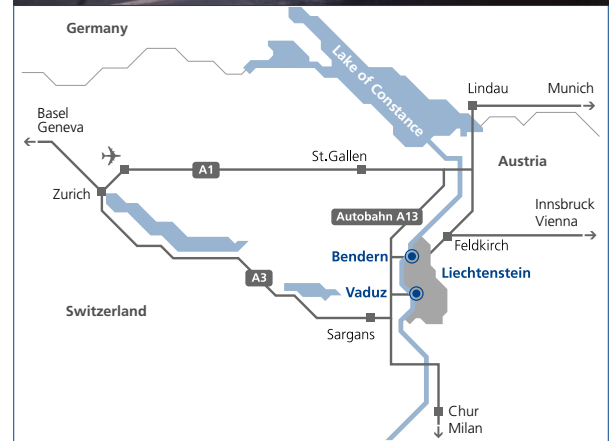 Germany
Lake of Constance
Lindau
Munich
Basel
Geneva
A1
St.Gallen
Austria
Zurich
Autobahn A13
Innsbruck
Vienna
Feldkirch
Bendern
Liechtenstein
A3
Vaduz
Switzerland
Sargans
Chur
Milan